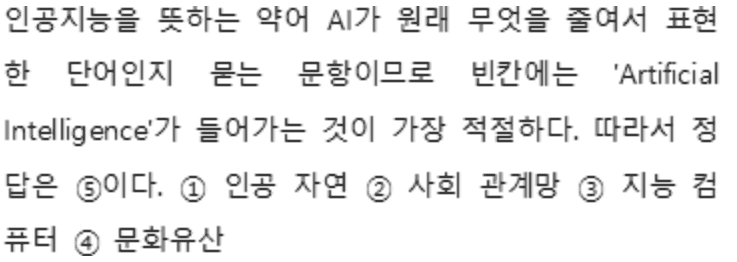 인공지능을 뜻하는 약어 AI가 원래 무엇을 줄여서 표현
한 단어인지 묻는 문항이므로 빈칸에는 'Artificial
Intelligence'가 들어가는 것이 가장 적절하다. 따라서 정
답은 ⑤이다. ① 인공 자연 ② 사회 관계망 ③ 지능 컴
퓨터 ④ 문화유산